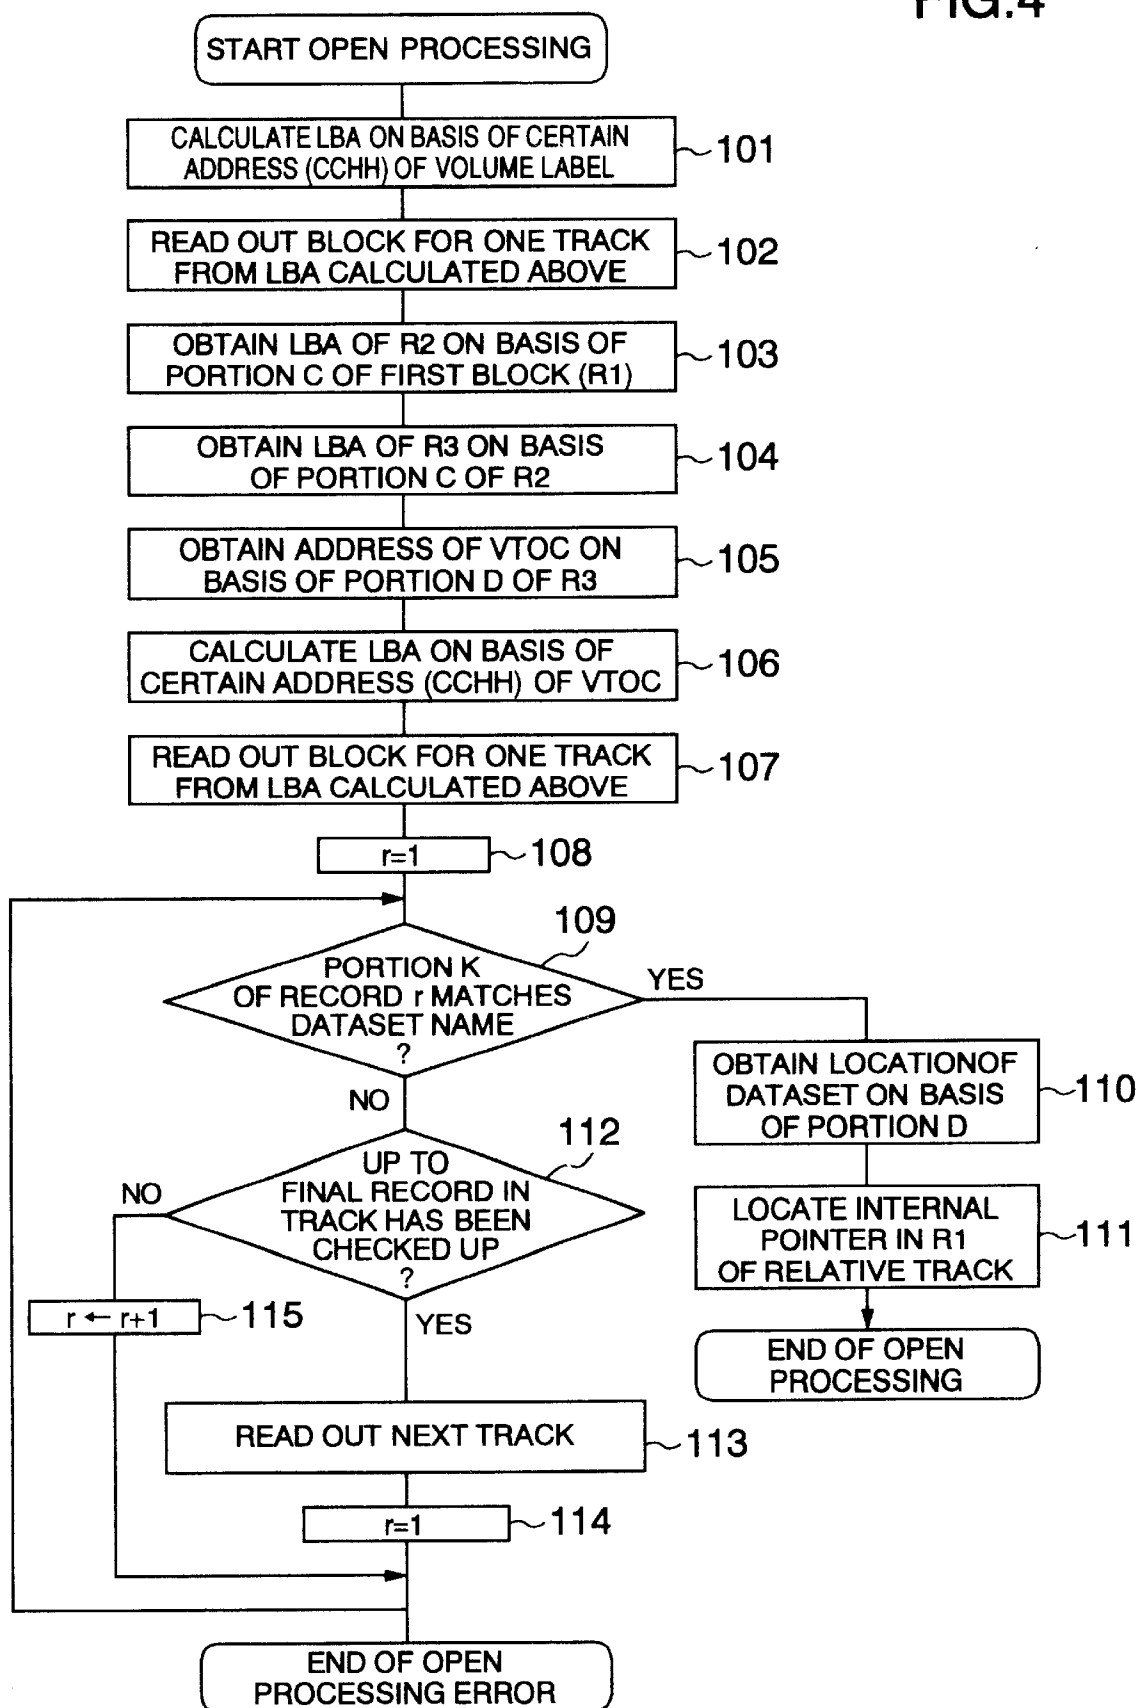 FIG.4
START OPEN PROCESSING
CALCULATE LBA ON BASIS OF CERTAIN
ADDRESS (CCHH) OF VOLUME LABEL
101
READ OUT BLOCK FOR ONE TRACK
FROM LBA CALCULATED ABOVE
102
OBTAIN LBA OF R2 ON BASIS OF
PORTION C OF FIRST BLOCK (R1)
103
OBTAIN LBA OF R3 ON BASIS
OF PORTION C OF R2
104
OBTAIN ADDRESS OF VTOC ON
BASIS OF PORTION D OF R3
105
CALCULATE LBA ON BASIS OF
CERTAIN ADDRESS (CCHH) OF VTOC
106
READ OUT BLOCK FOR ONE TRACK
FROM LBA CALCULATED ABOVE
107
r=1
108
109
PORTION K
OF RECORD r MATCHES
DATASET NAME
?
YES
NO
OBTAIN LOCATIONOF
DATASET ON BASIS
OF PORTION D
110
112
UP TO
FINAL RECORD IN
TRACK HAS BEEN
CHECKED UP
?
NO
YES
LOCATE INTERNAL
POINTER IN R1
OF RELATIVE TRACK
111
r ← r+1
115
END OF OPEN
PROCESSING
READ OUT NEXT TRACK
113
r=1
114
END OF OPEN
PROCESSING ERROR